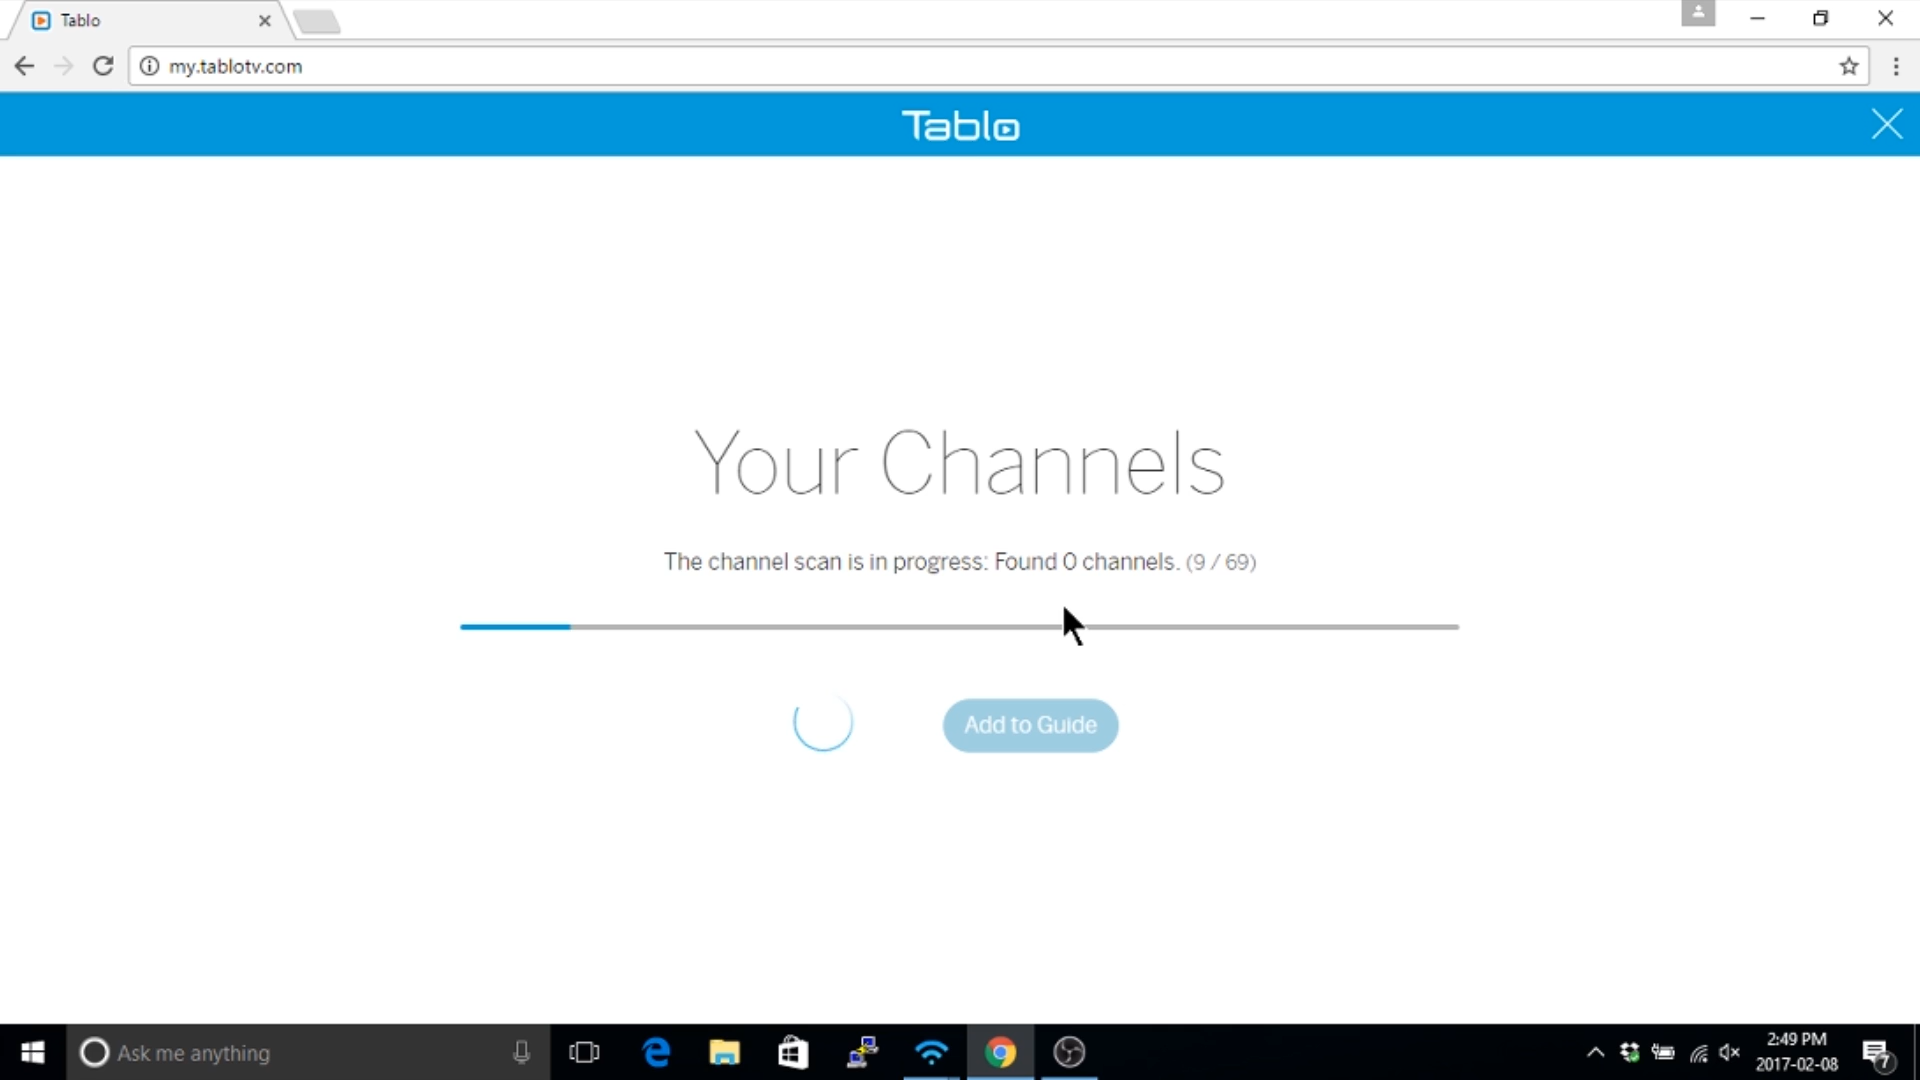 Tablo
my.tablotv.com
Tablo
Your Channels
The channel scan is in progress: Found 0 channels. (9 / 69)
Add to Guide
Ask me anything
2:49 PM
2017-02-08
7